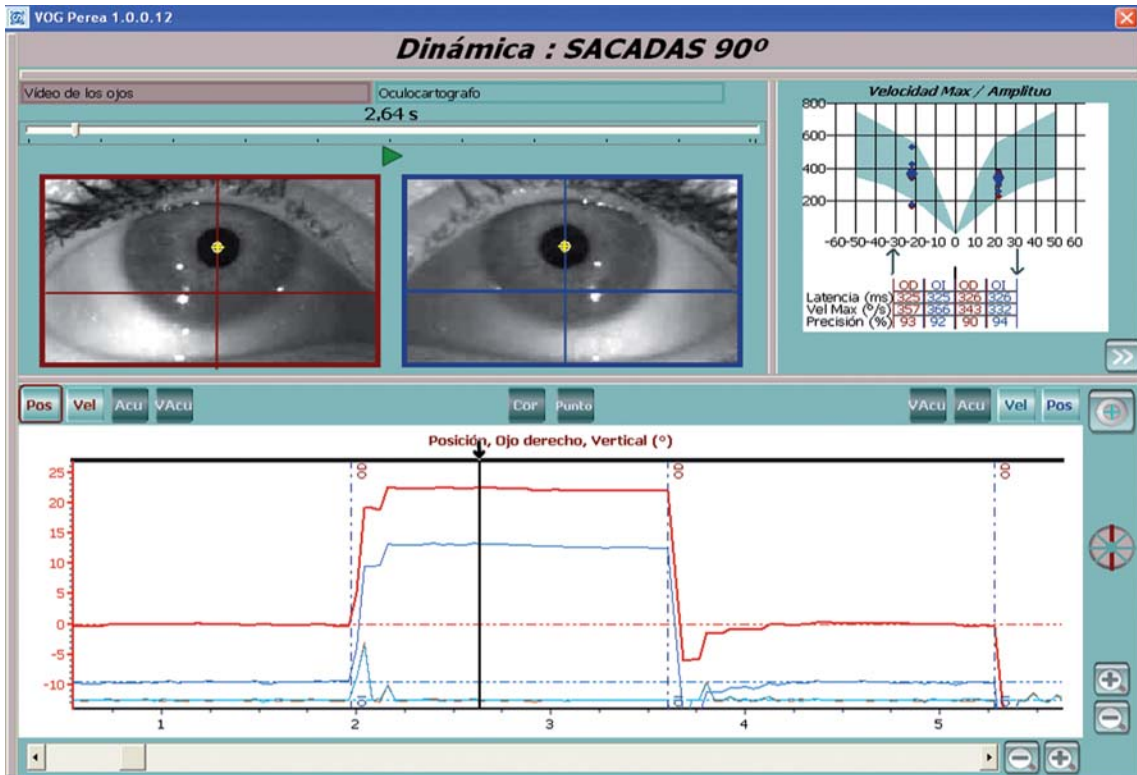 VOG Perea 1.0.0.12
Dinámica : SACADAS 90º
Vídeo de los ojos
Oculocartografo
2,64 s
Velocidad Max / Amplitud
800
600
400
200
-60 -50 -40 -30 -20 -10 0 10 20 30 40 50 60
OD OI OD OI
Latencia (ms) 325 325 326 326
Vel Max (º/s) 357 366 343 332
Precisión (%) 93 92 90 94
>>
Pos Vel Acu VAcu Cor Punto VAcu Acu Vel Pos
Posición, Ojo derecho, Vertical (°)
OD OD OD
25
20
15
10
5
0
-5
-10
1 2 3 4 5